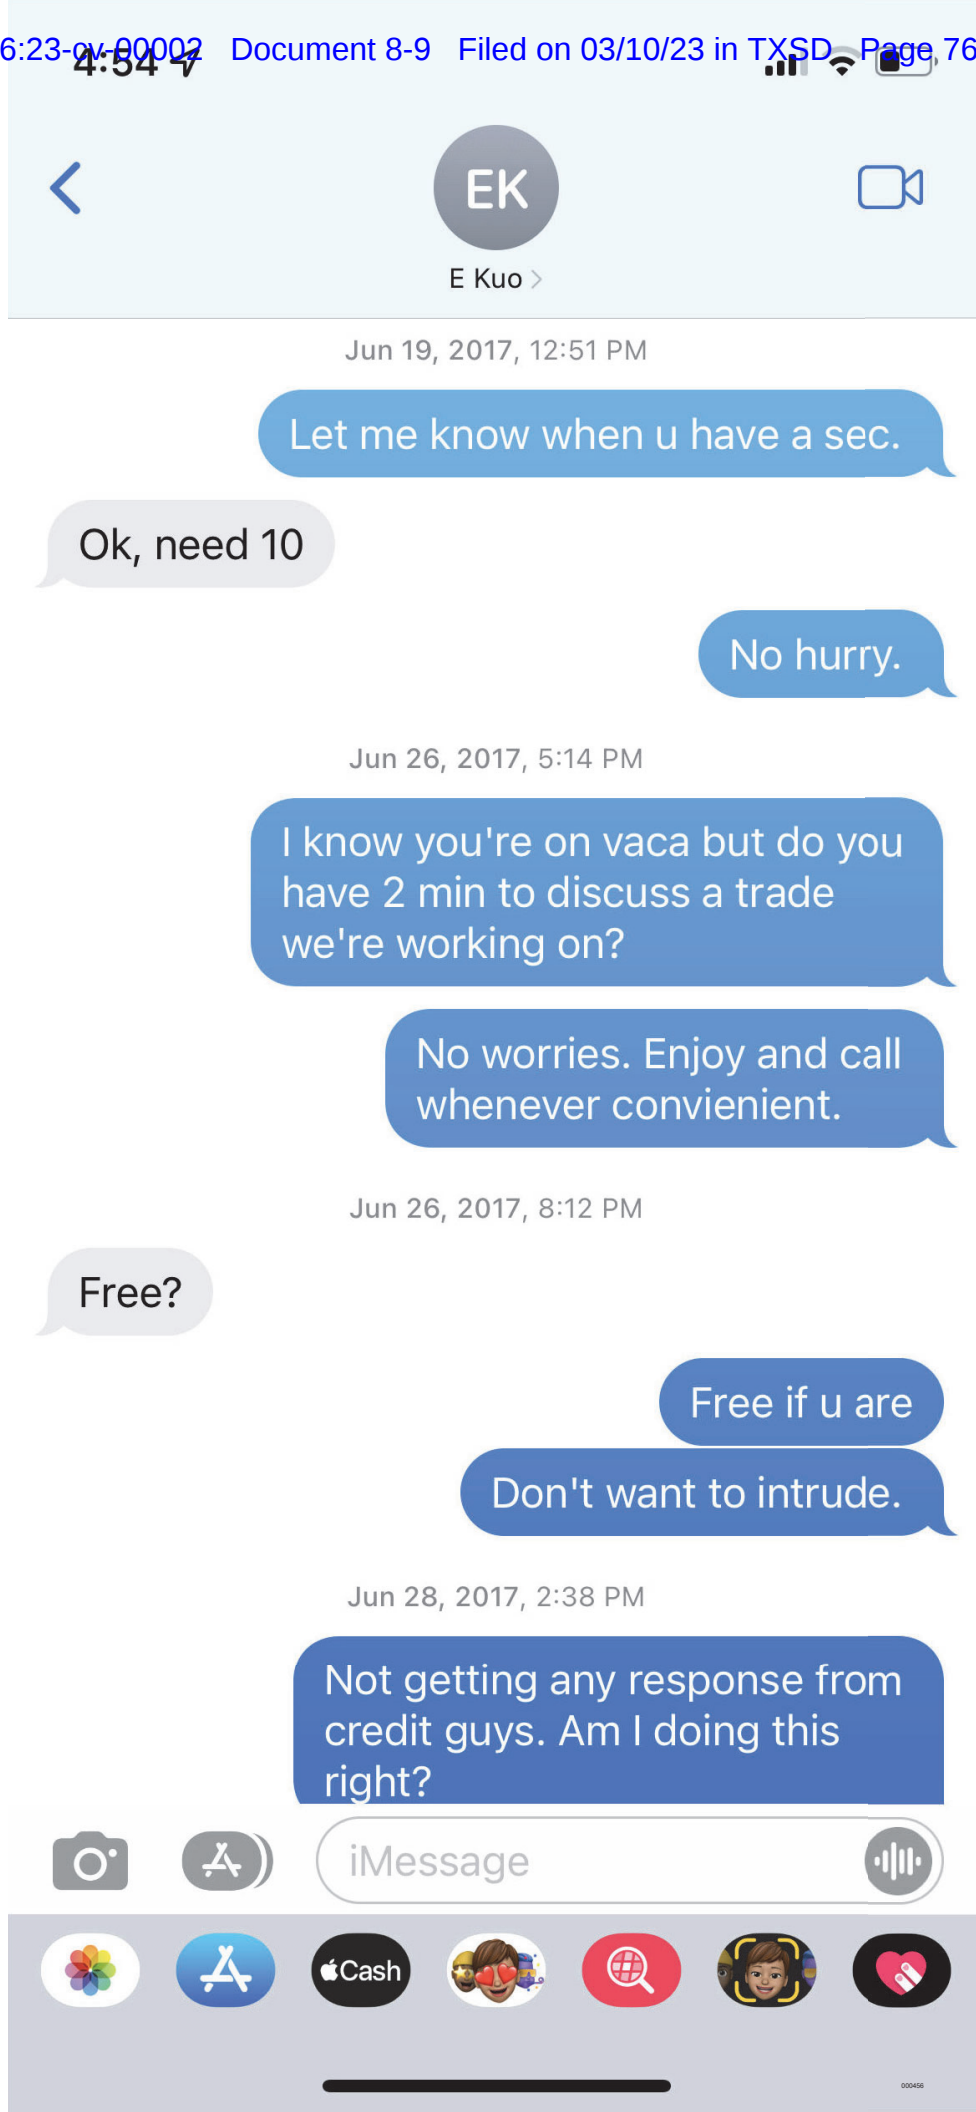 6:23-cv-00002 Document 8-9 Filed on 03/10/23 in TXSD Page 76
4:54
EK
E Kuo
Jun 19, 2017, 12:51 PM
Let me know when u have a sec.
Ok, need 10
No hurry.
Jun 26, 2017, 5:14 PM
I know you're on vaca but do you
have 2 min to discuss a trade
we're working on?
No worries. Enjoy and call
whenever convienient.
Jun 26, 2017, 8:12 PM
Free?
Free if u are
Don't want to intrude.
Jun 28, 2017, 2:38 PM
Not getting any response from
credit guys. Am I doing this
right?
iMessage
Cash
000456